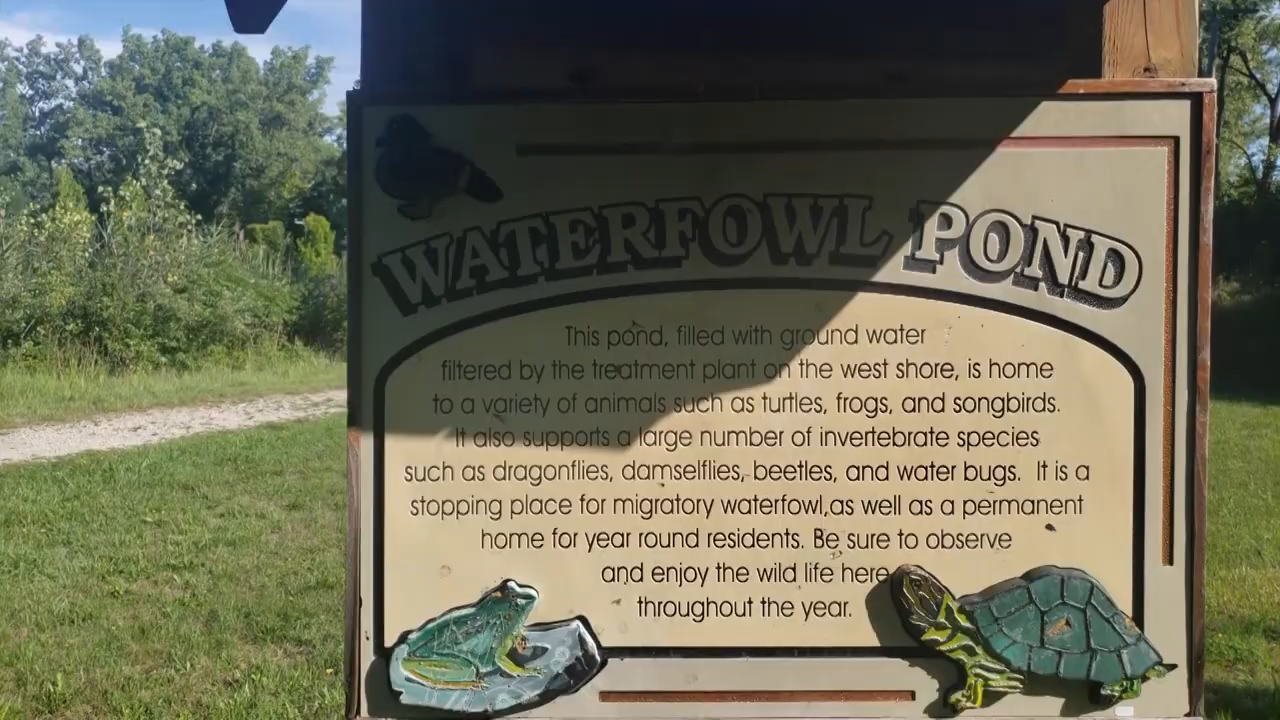 WATERFOWL POND
This pond, filled with ground water
filtered by the treatment plant on the west shore, is home
to a variety of animals such as turtles, frogs, and songbirds.
It also supports a large number of invertebrate species
such as dragonflies, damselflies, beetles, and water bugs. It is a
stopping place for migratory waterfowl,as well as a permanent
home for year round residents. Be sure to observe
and enjoy the wild life here
throughout the year.